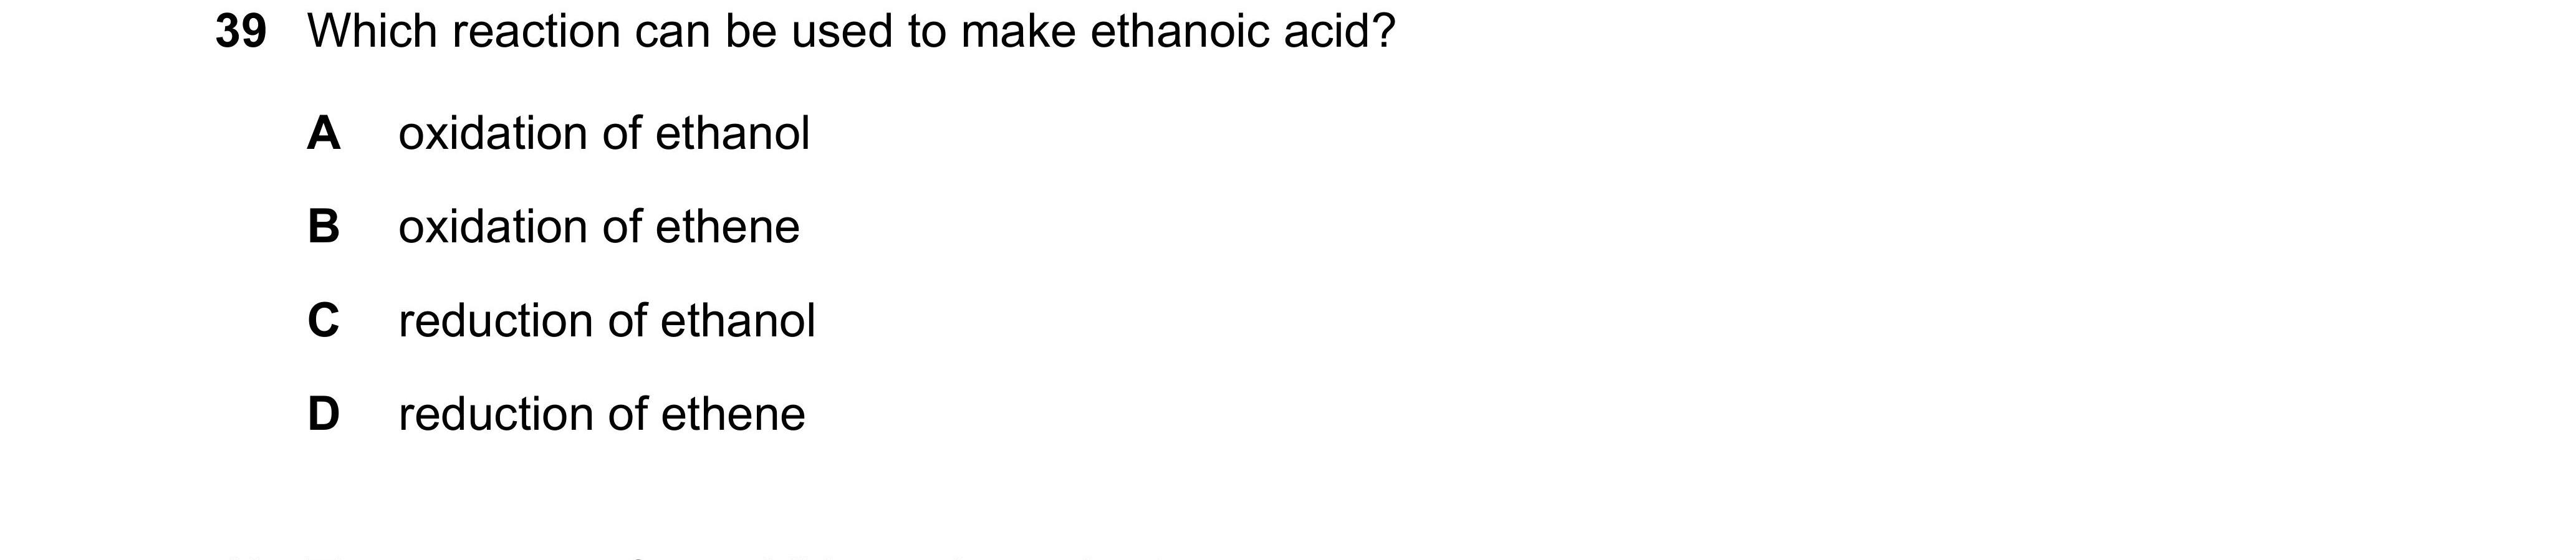 39 Which reaction can be used to make ethanoic acid?
A oxidation of ethanol
B oxidation of ethene
C reduction of ethanol
D reduction of ethene